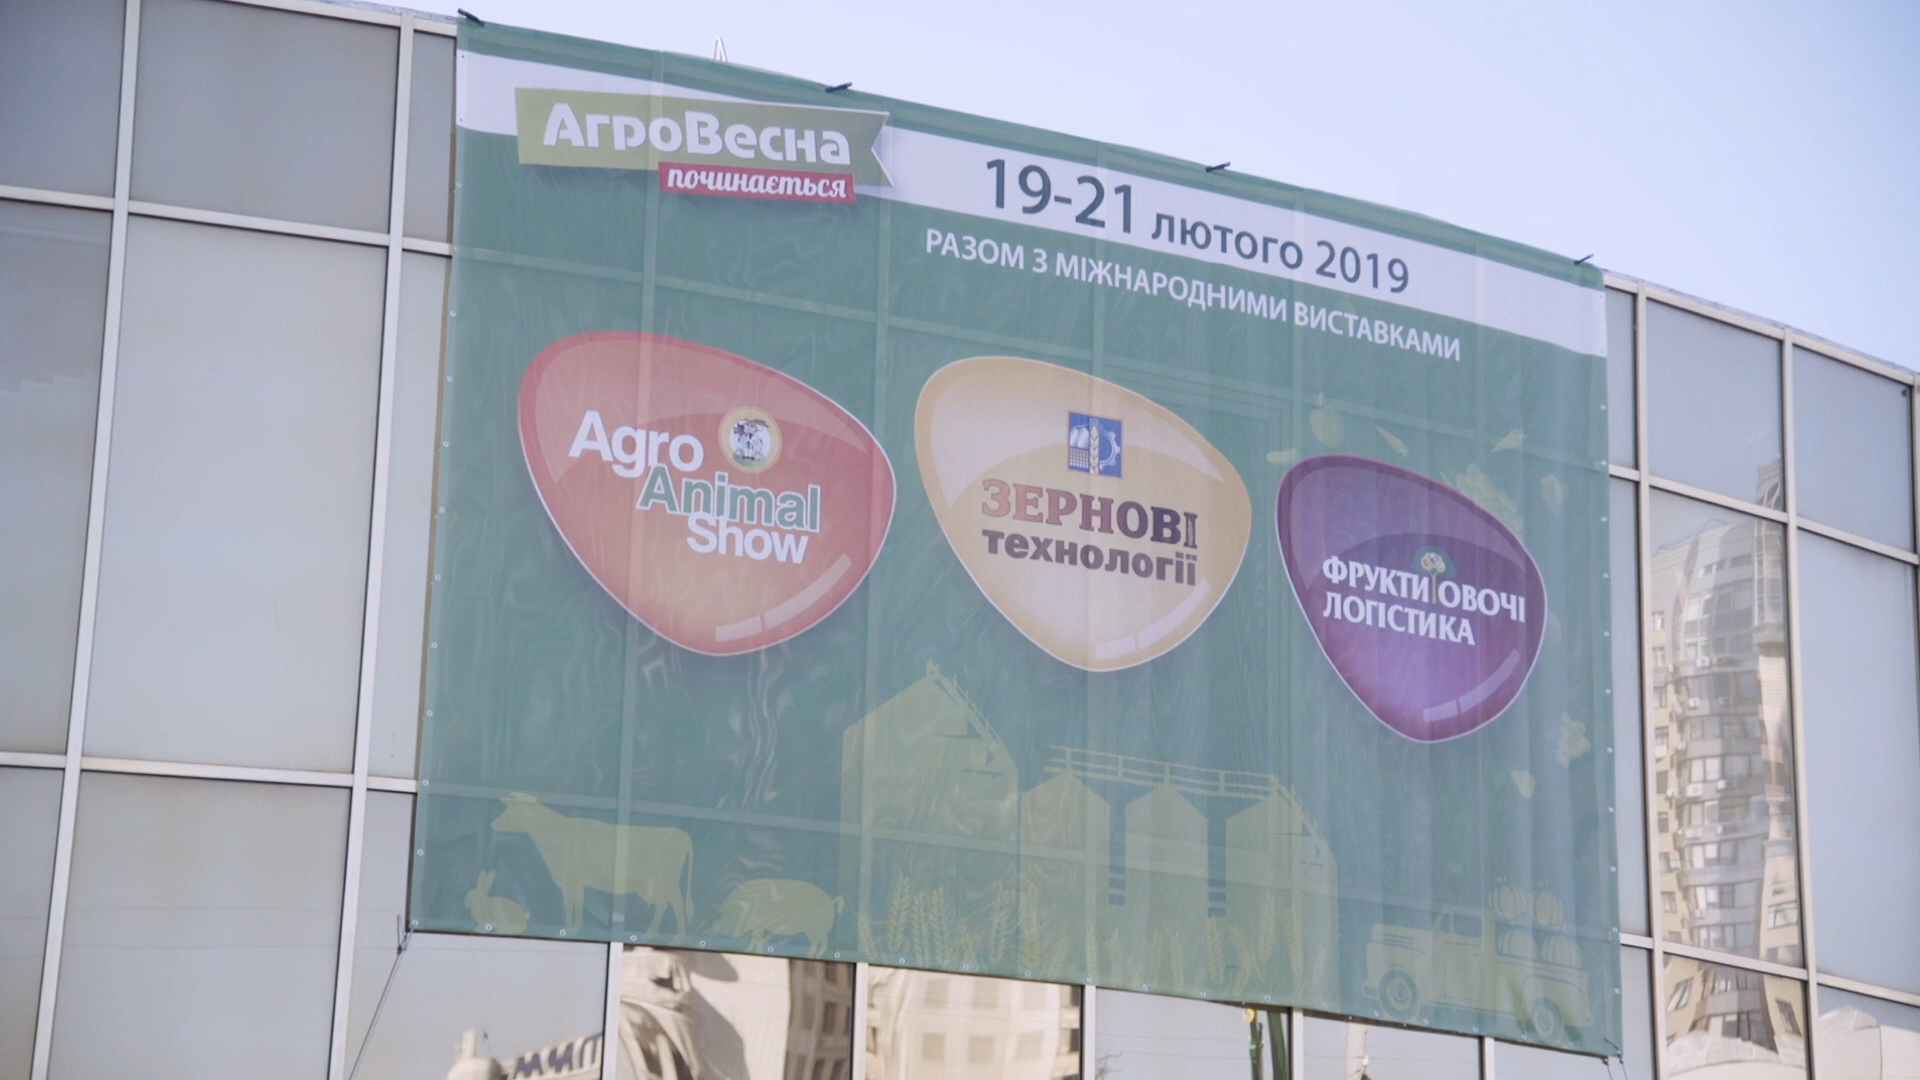 АгроВесна
починається
19-21 лютого 2019
РАЗОМ З МІЖНАРОДНИМИ ВИСТАВКАМИ
Agro
Animal
Show
ЗЕРНОВІ
технології
ФРУКТИ ОВОЧІ
ЛОГІСТИКА